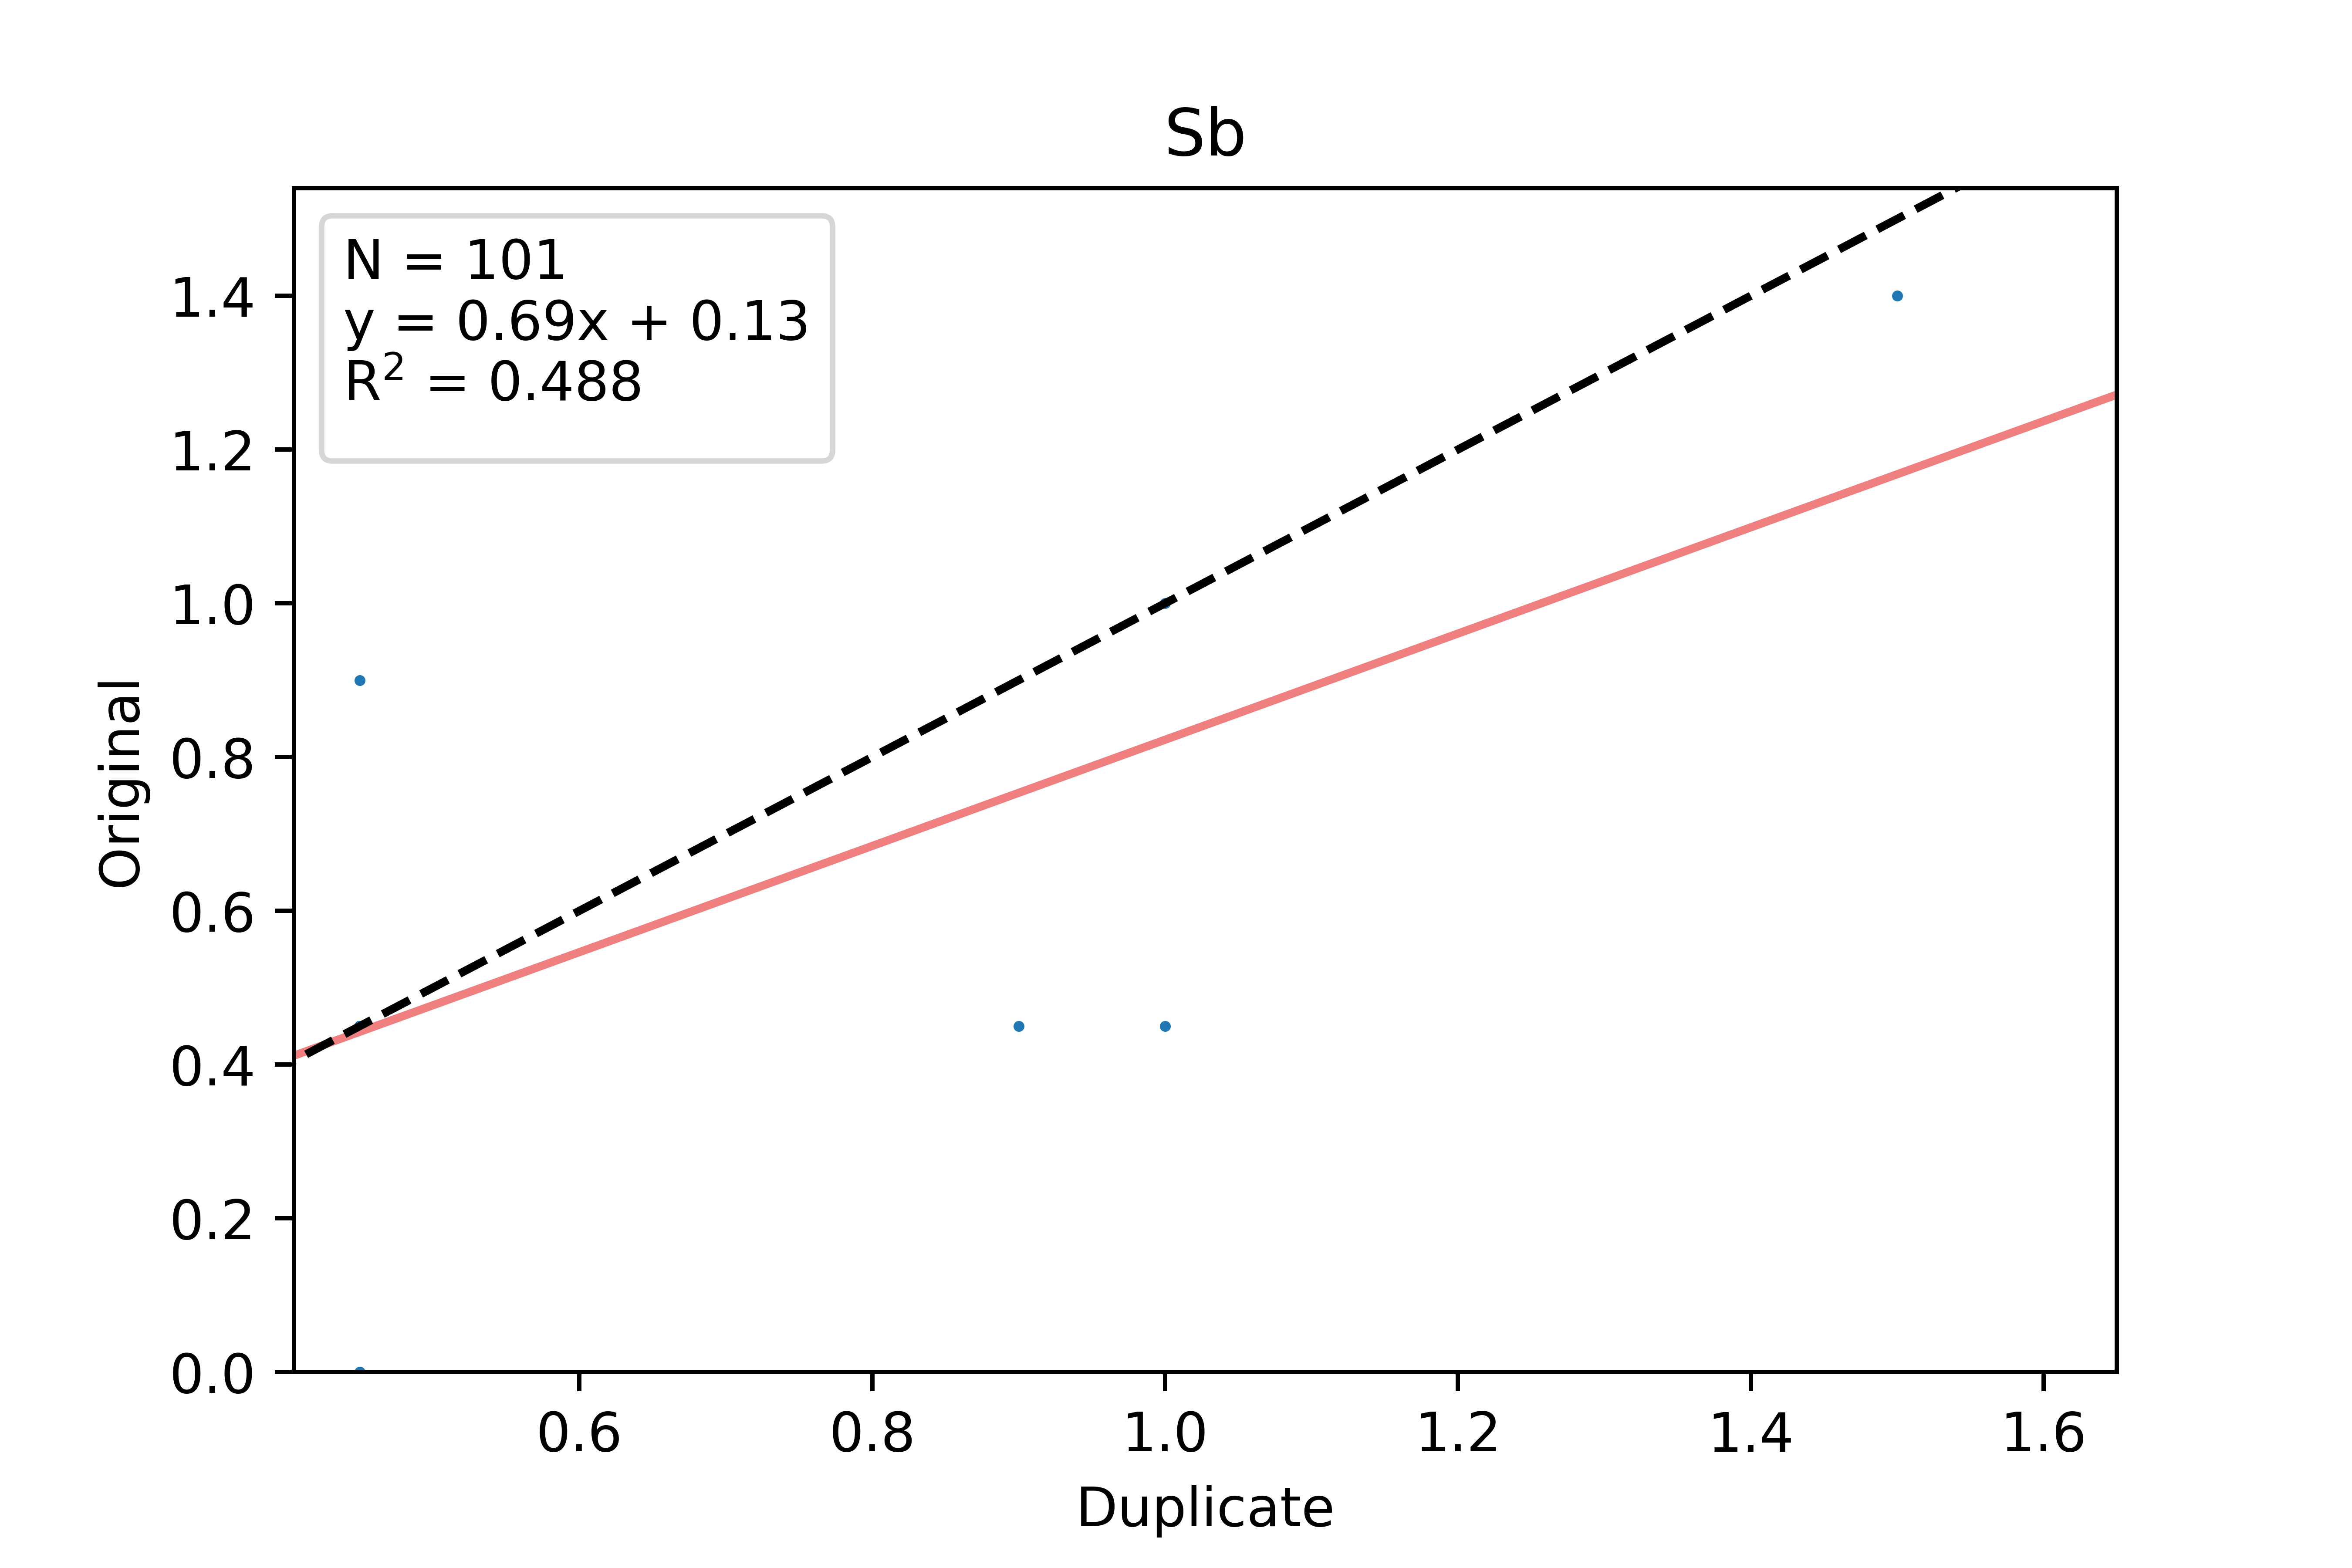 Sb
N = 101
y = 0.69x + 0.13
R² = 0.488
1.4
1.2
1.0
0.8
0.6
0.4
0.2
0.0
Original
0.6 0.8 1.0 1.2 1.4 1.6
Duplicate